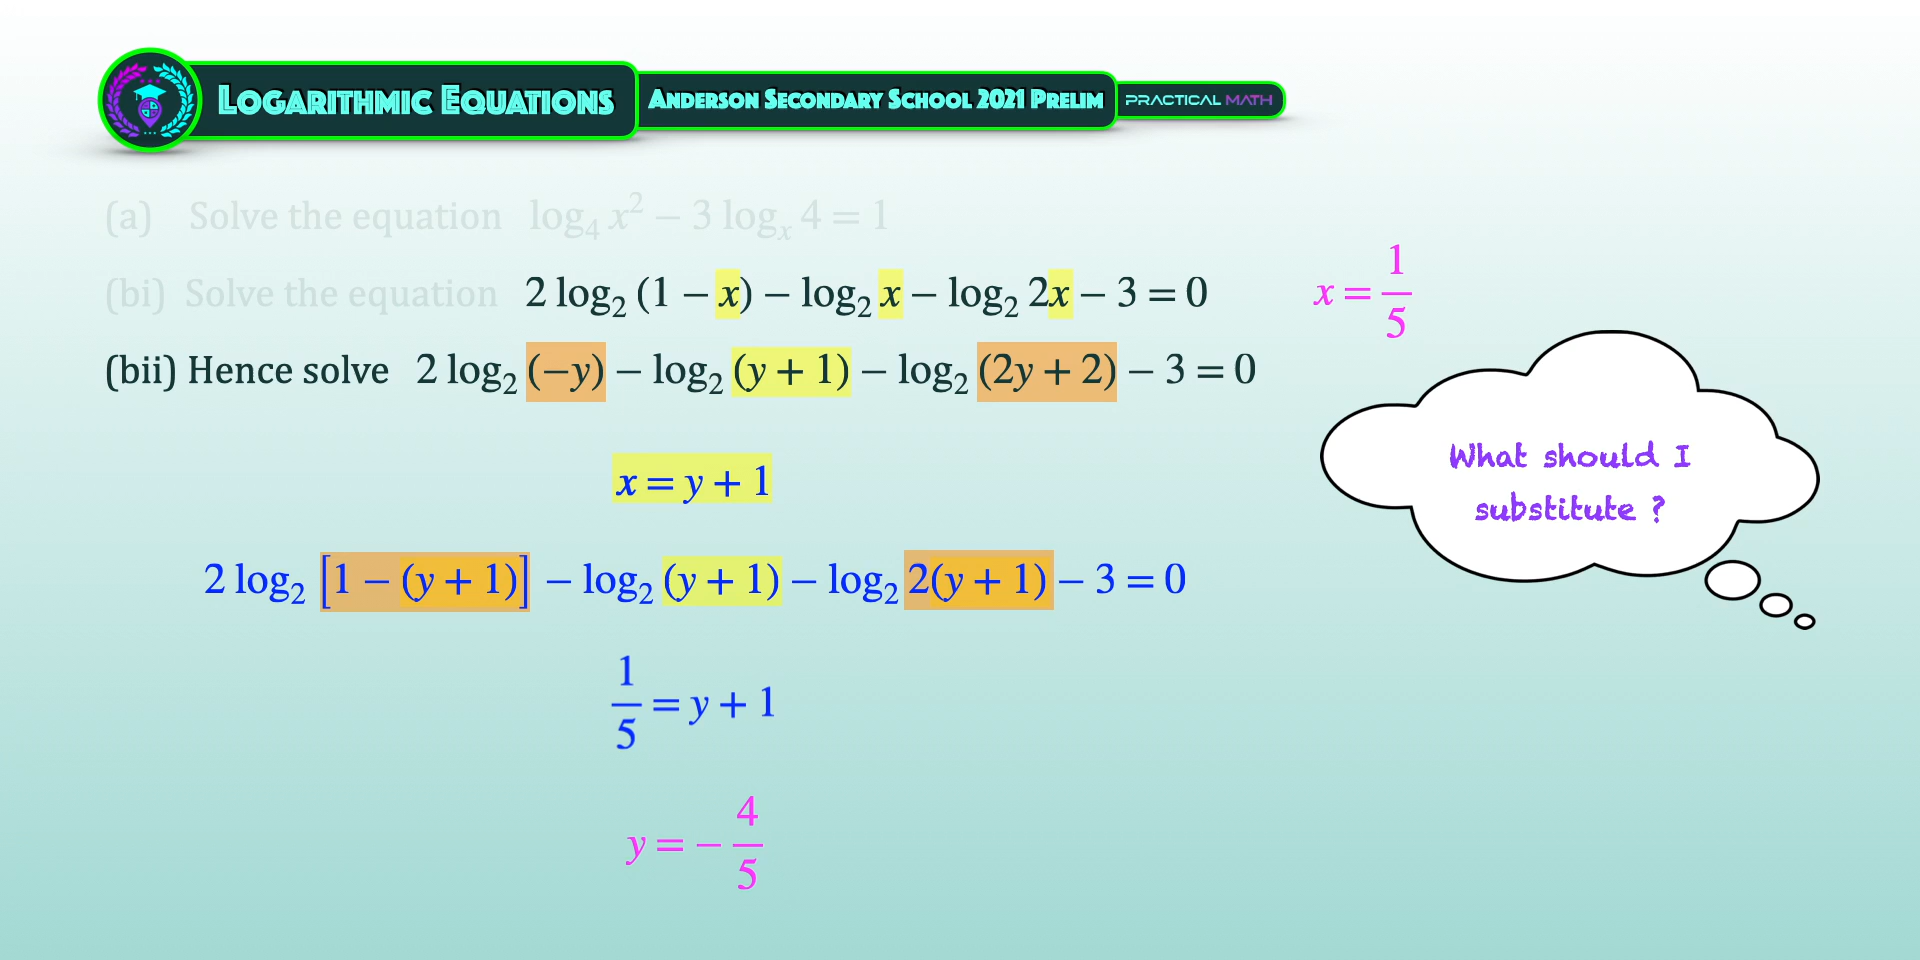 LOGARITHMIC EQUATIONS ANDERSON SECONDARY SCHOOL 2021 PRELIM PRACTICAL MATH
(a) Solve the equation log₄ x² − 3 logₓ 4 = 1
(bi) Solve the equation 2 log₂ (1 − x) − log₂ x − log₂ 2x − 3 = 0 x = 1/5
(bii) Hence solve 2 log₂ (−y) − log₂ (y + 1) − log₂ (2y + 2) − 3 = 0
What should I
substitute ?
x = y + 1
2 log₂ [1 − (y + 1)] − log₂ (y + 1) − log₂ 2(y + 1) − 3 = 0
1/5 = y + 1
y = − 4/5